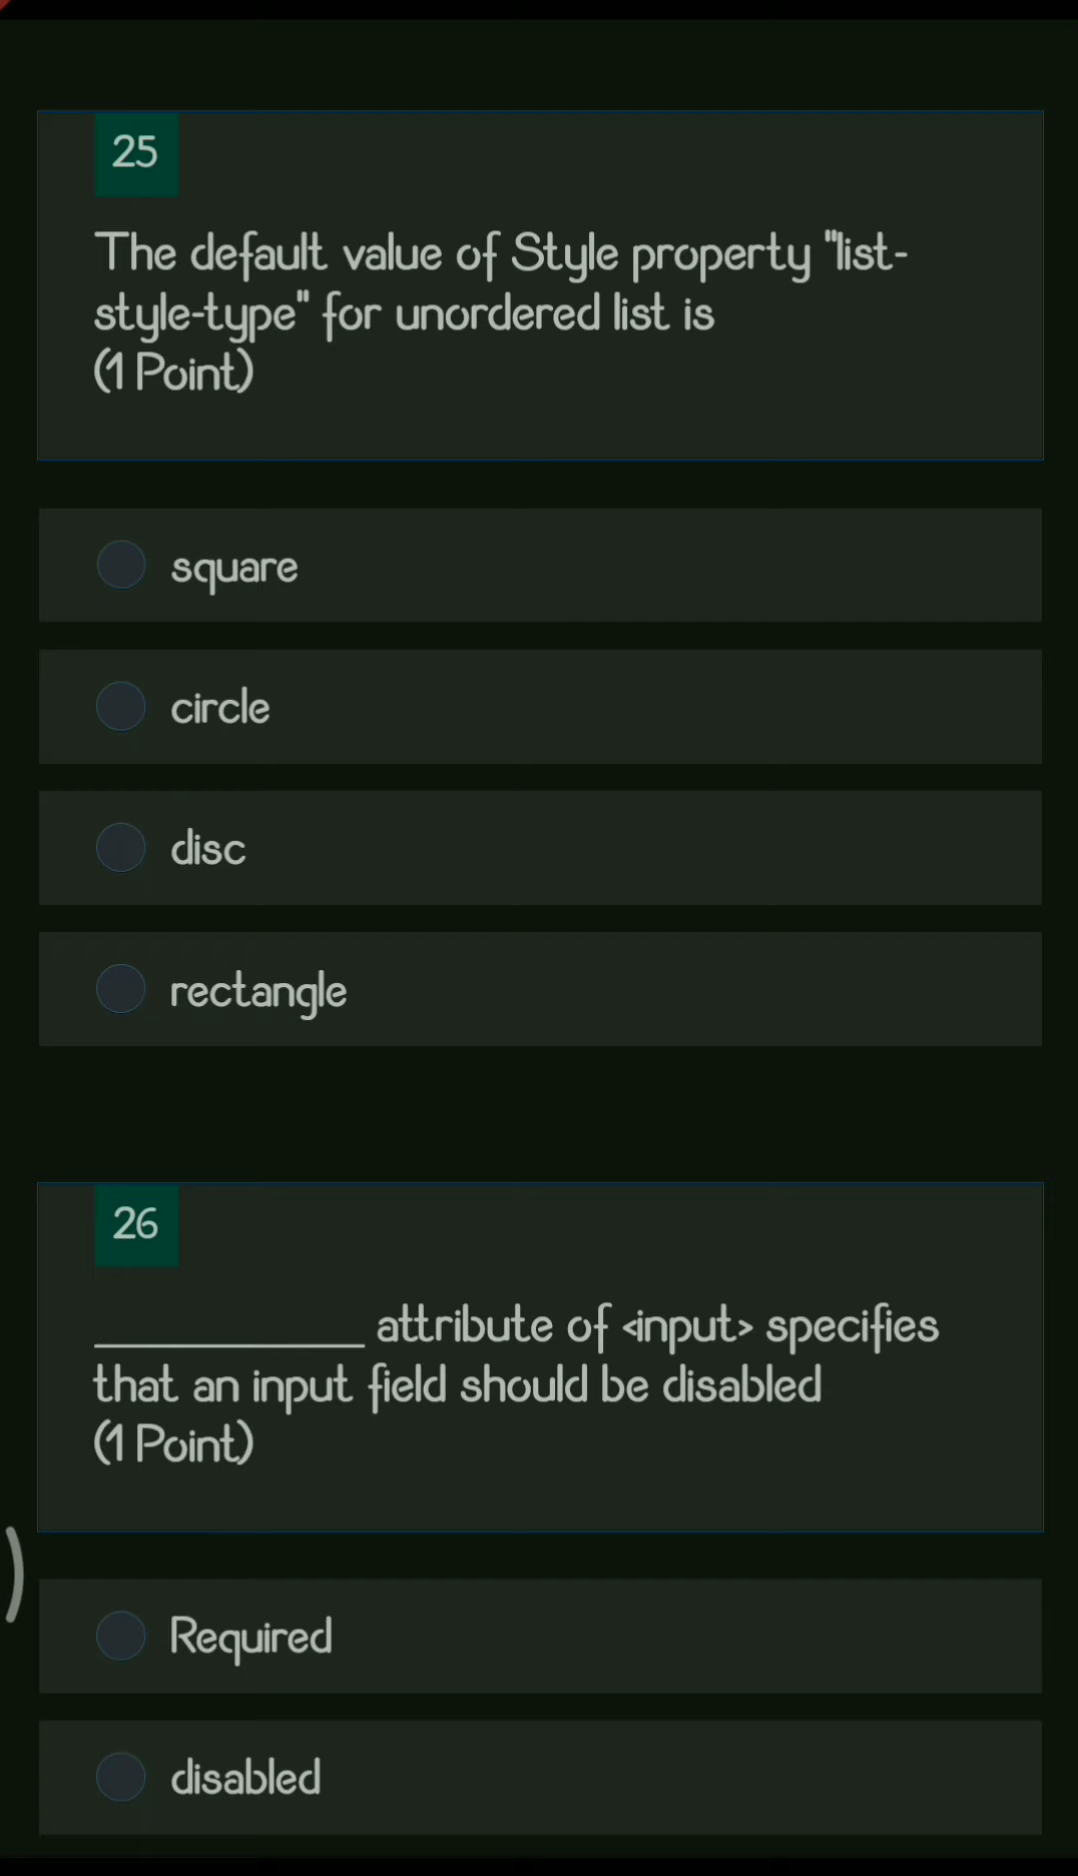 25
The default value of Style property "list-
style-type" for unordered list is
(1 Point)
square
circle
disc
rectangle
26
____________ attribute of <input> specifies
that an input field should be disabled
(1 Point)
Required
disabled